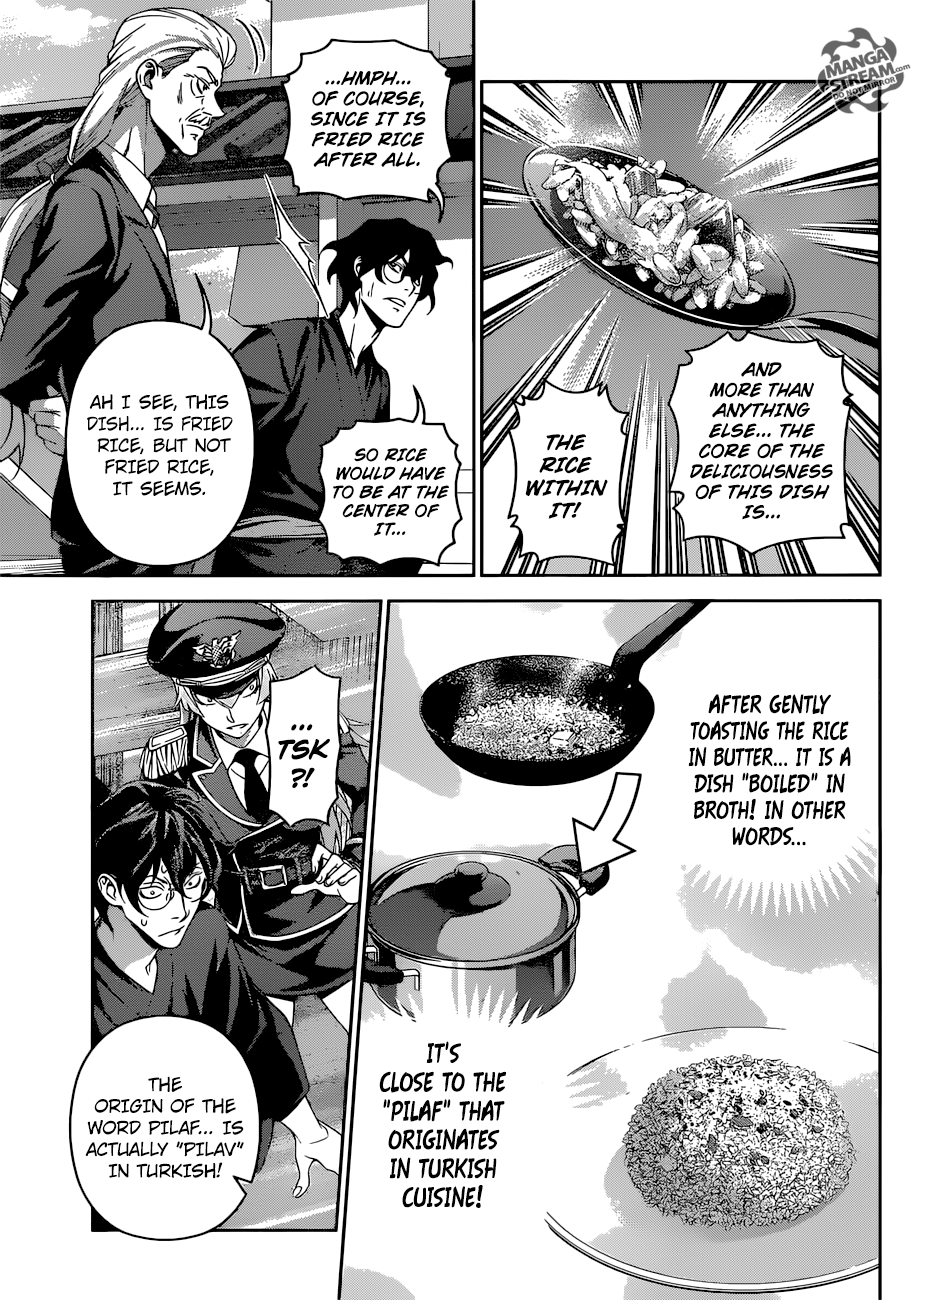 MANGA
STREAM.com
DO NOT MIRROR
AND
MORE THAN
ANYTHING
ELSE... THE
CORE OF THE
DELICIOUSNESS
OF THIS DISH
IS...
THE
RICE
WITHIN
IT!
...HMPH...
OF COURSE,
SINCE IT IS
FRIED RICE
AFTER ALL.
SO RICE
WOULD HAVE
TO BE AT THE
CENTER OF
IT...
AH I SEE, THIS
DISH... IS FRIED
RICE, BUT NOT
FRIED RICE,
IT SEEMS.
AFTER GENTLY
TOASTING THE RICE
IN BUTTER... IT IS A
DISH "BOILED" IN
BROTH! IN OTHER
WORDS...
IT'S
CLOSE TO THE
"PILAF" THAT
ORIGINATES
IN TURKISH
CUISINE!
...
TSK
?!
THE
ORIGIN OF THE
WORD PILAF... IS
ACTUALLY "PILAV"
IN TURKISH!